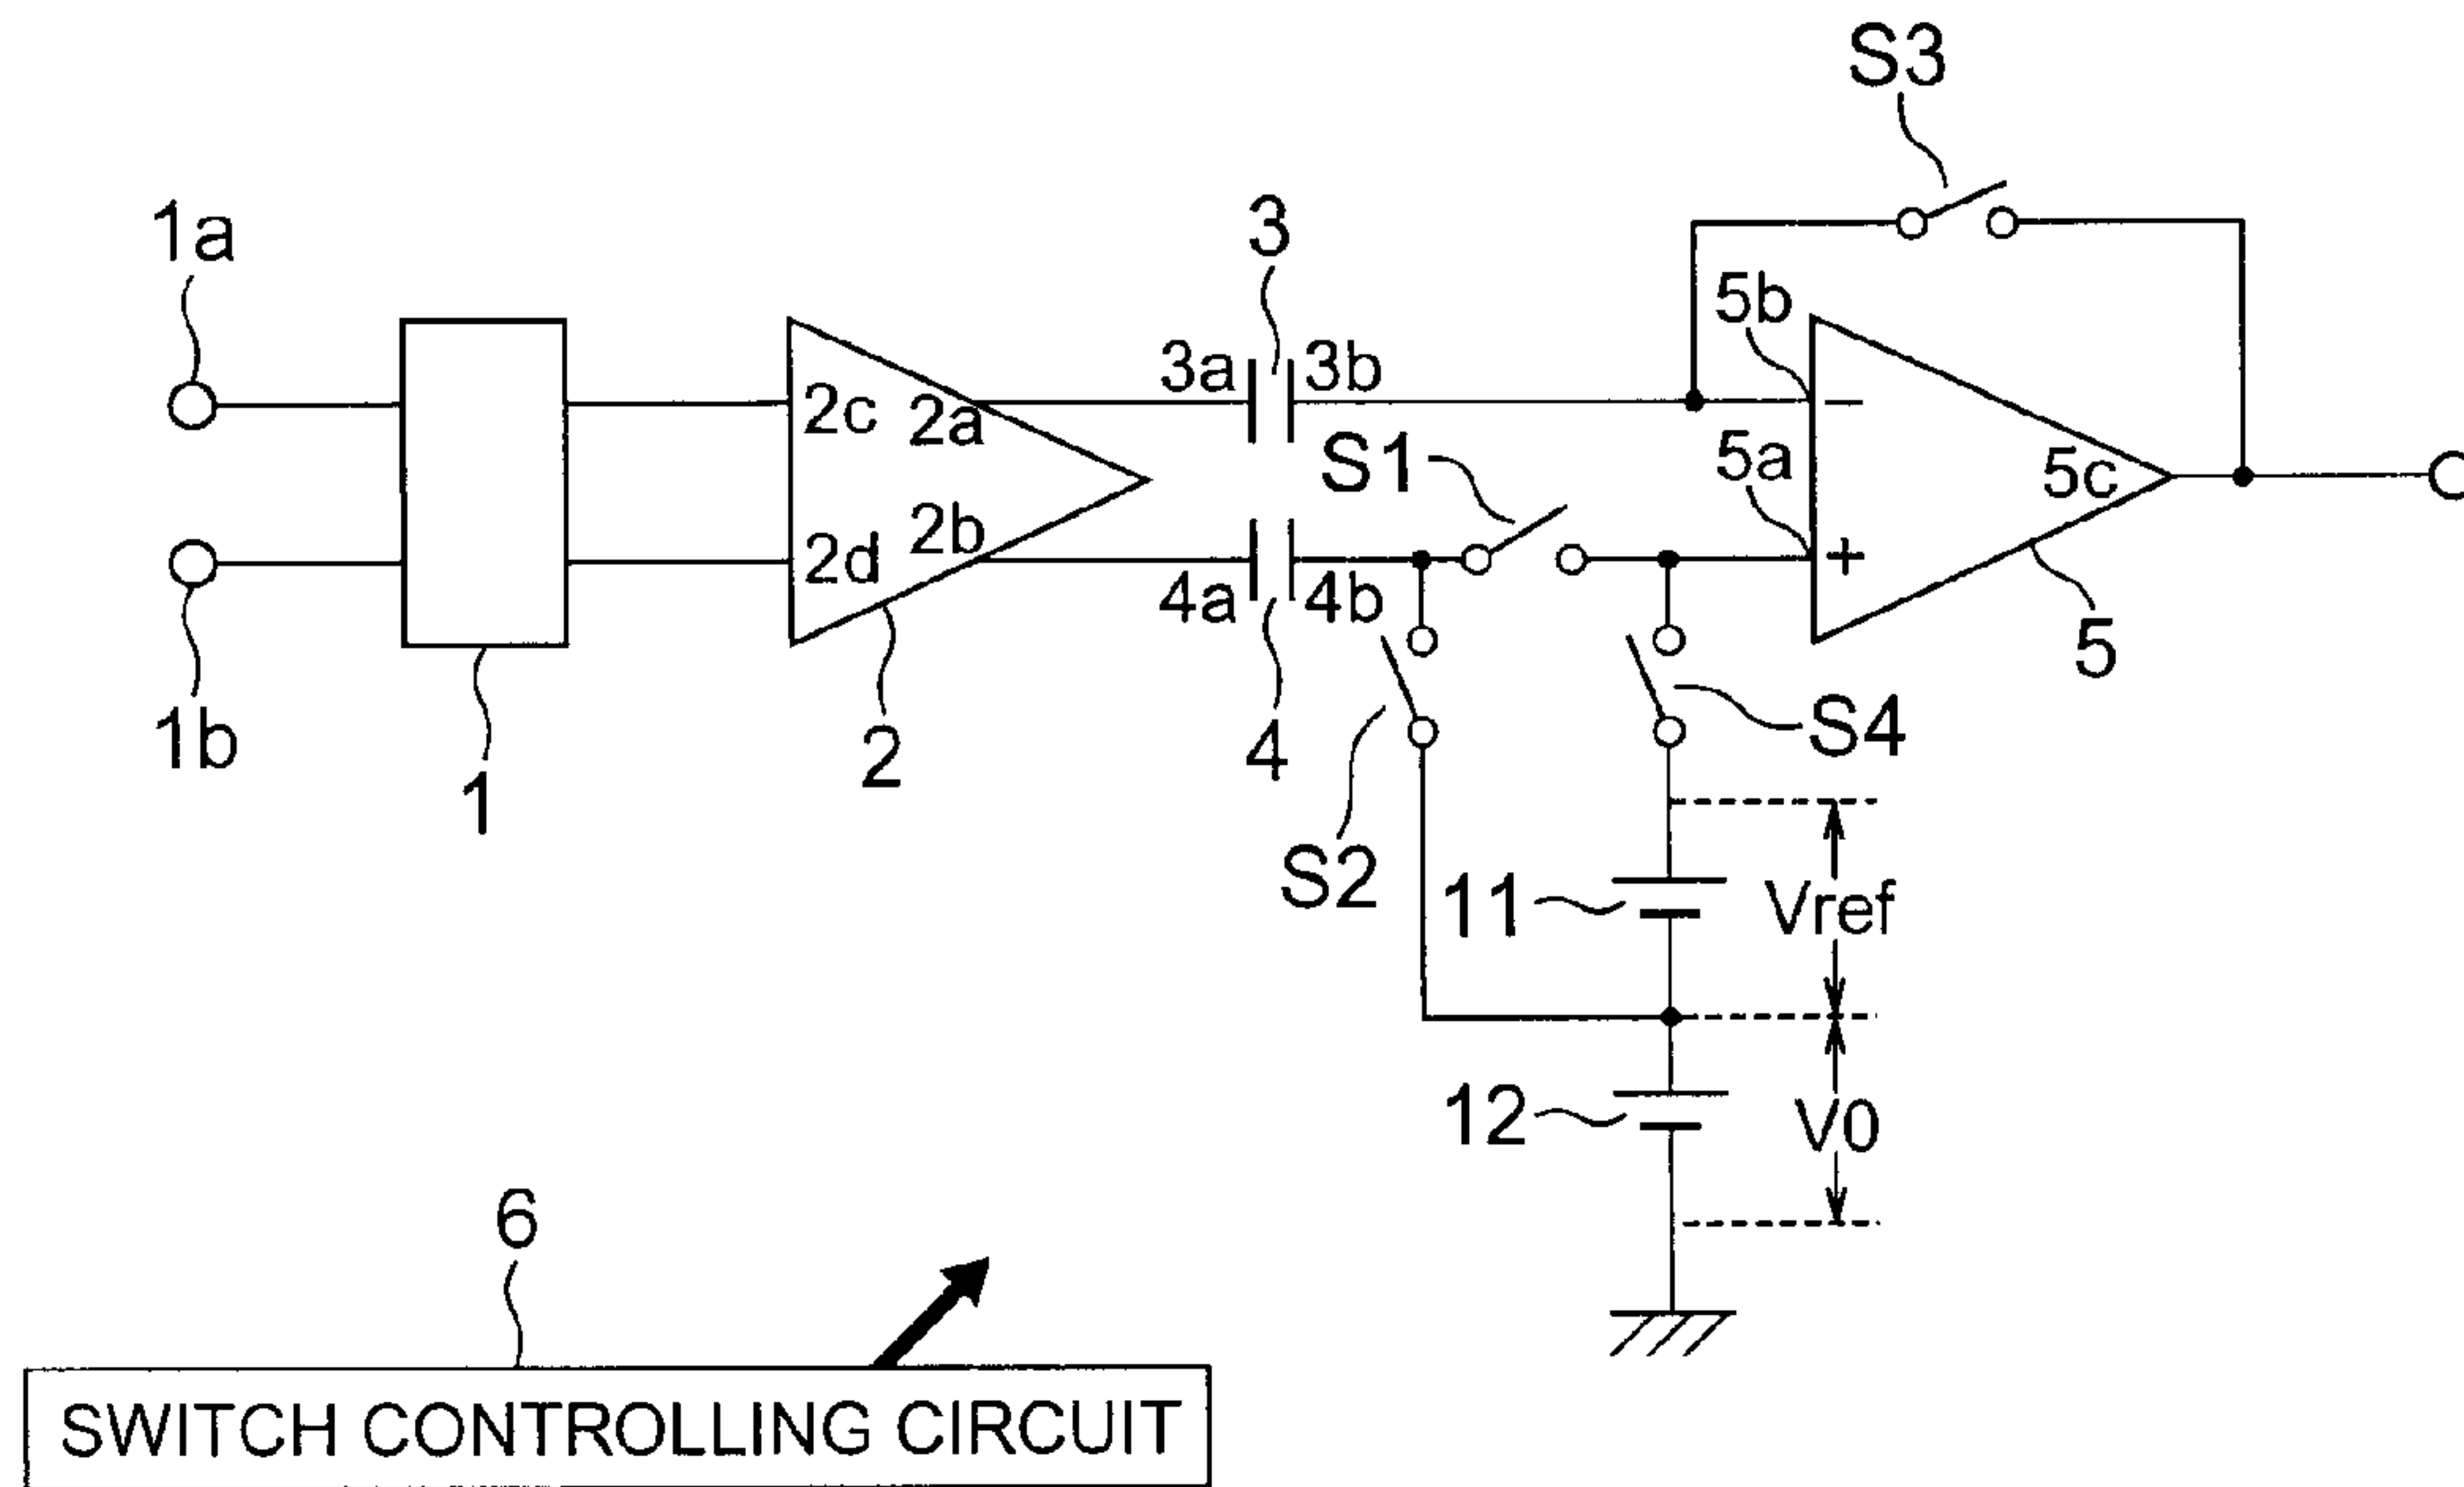 S3
1a
3
5b
3a
3b
2c
2a
S1
5a
5c
2b
2d
4a
4b
5
1b
1
2
4
S4
S2
11
Vref
12
V0
6
SWITCH CONTROLLING CIRCUIT